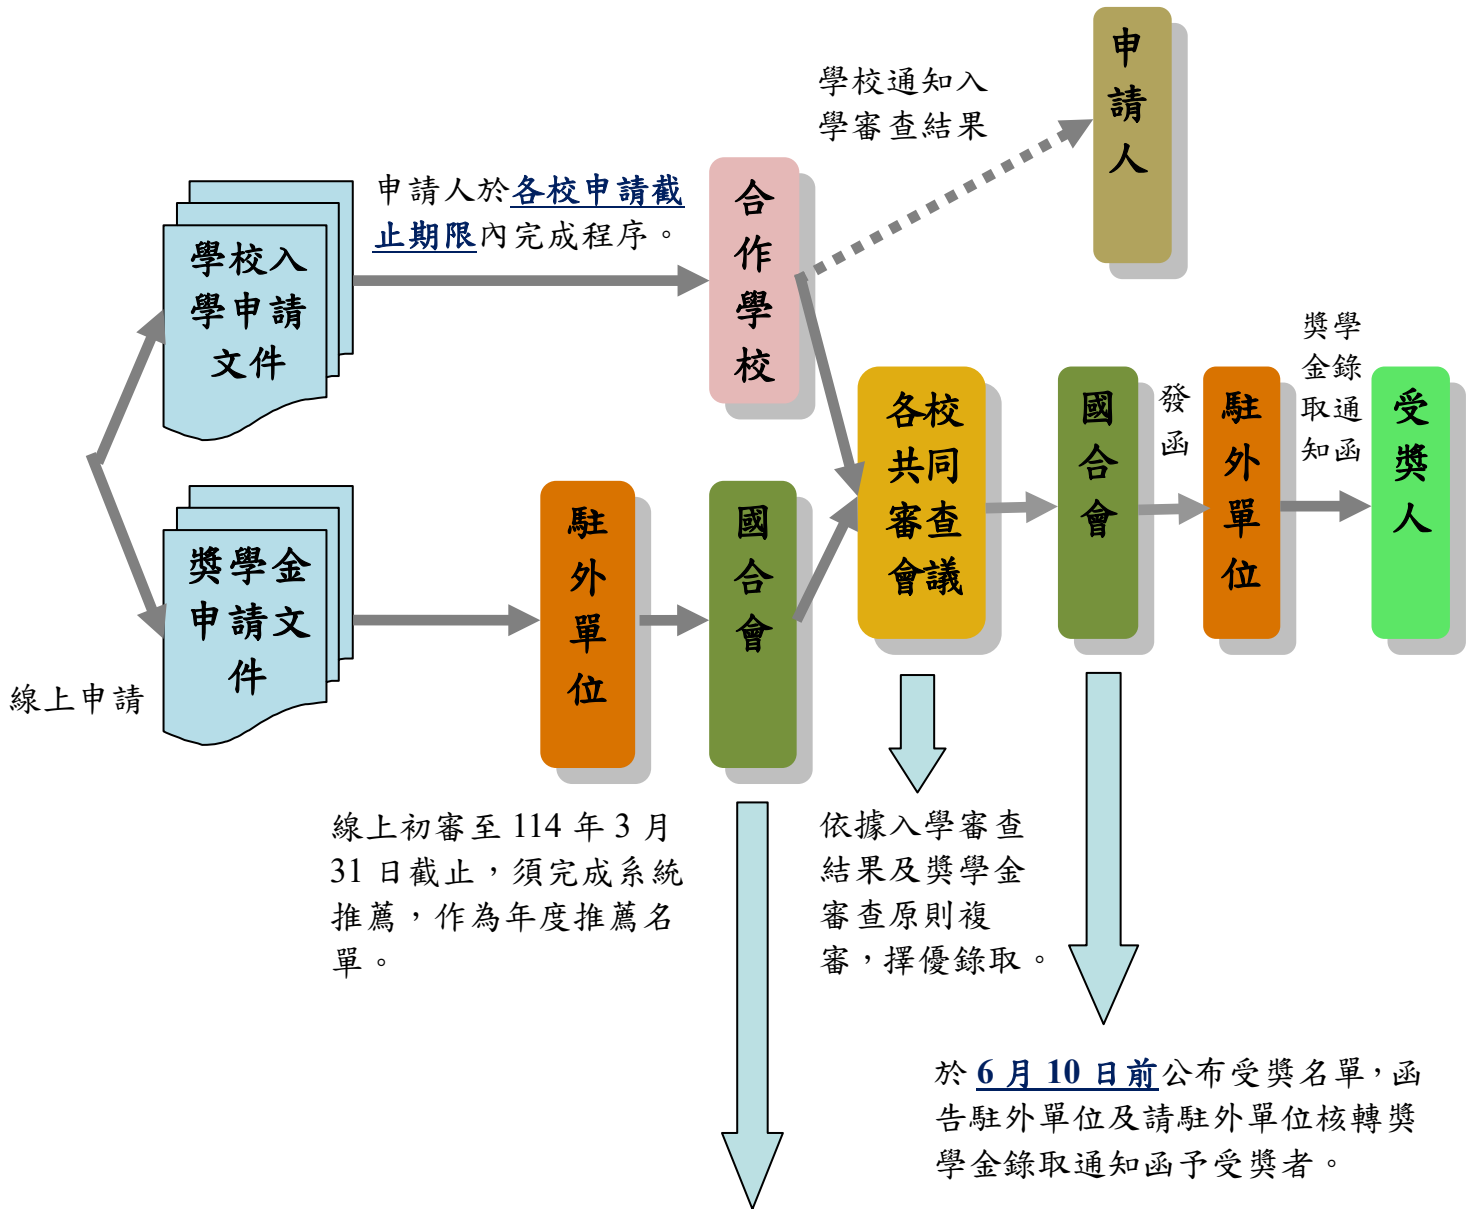 申請人
學校通知入
學審查結果
申請人於各校申請截
止期限內完成程序。
合作學校
學校入
學申請
文件
獎學金
申請文
件
線上申請
駐外單位
國合會
各校
共同
審查
會議
國合會
發函
駐外單位
獎學
金錄
取通
知函
受獎人
線上初審至 114 年 3 月
31 日截止,須完成系統
推薦,作為年度推薦名
單。
依據入學審查
結果及獎學金
審查原則複
審,擇優錄取。
於 6 月 10 日前公布受獎名單,函
告駐外單位及請駐外單位核轉獎
學金錄取通知函予受獎者。